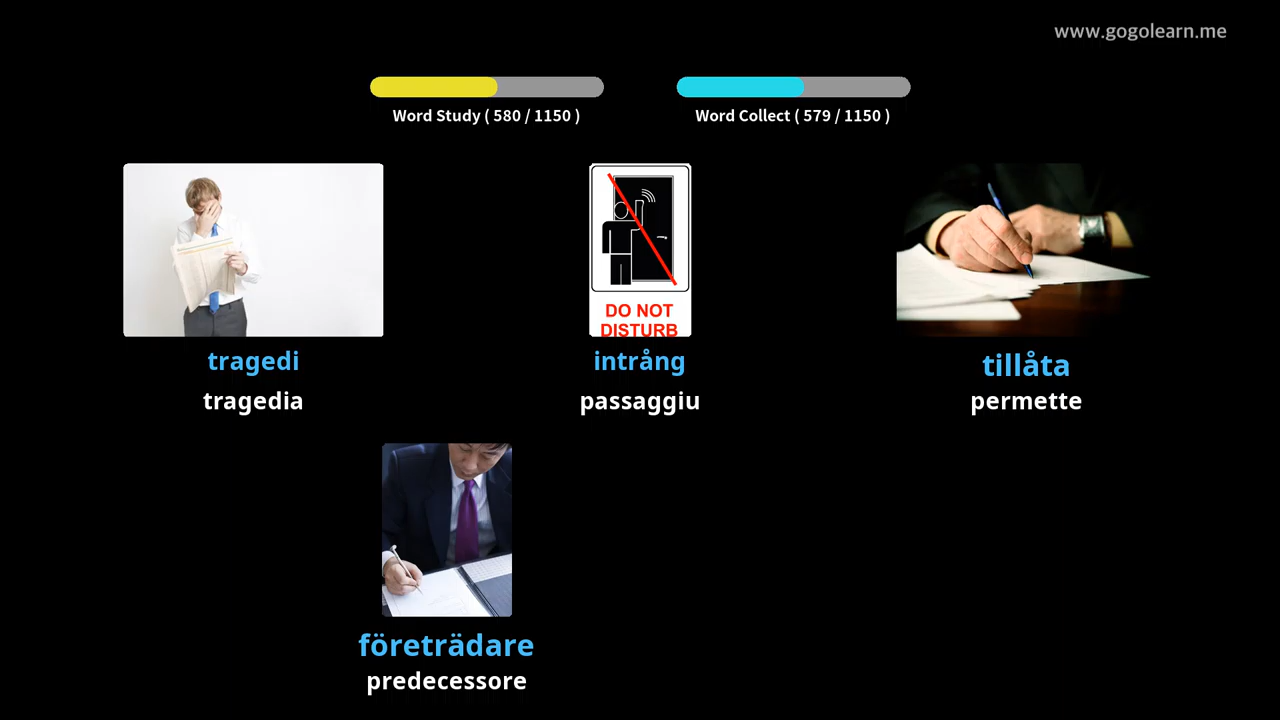 www.gogolearn.me
Word Study ( 580 / 1150 )
Word Collect ( 579 / 1150 )
DO NOT
DISTURB
tragedi
intrång
tillåta
tragedia
passaggiu
permette
företrädare
predecessore